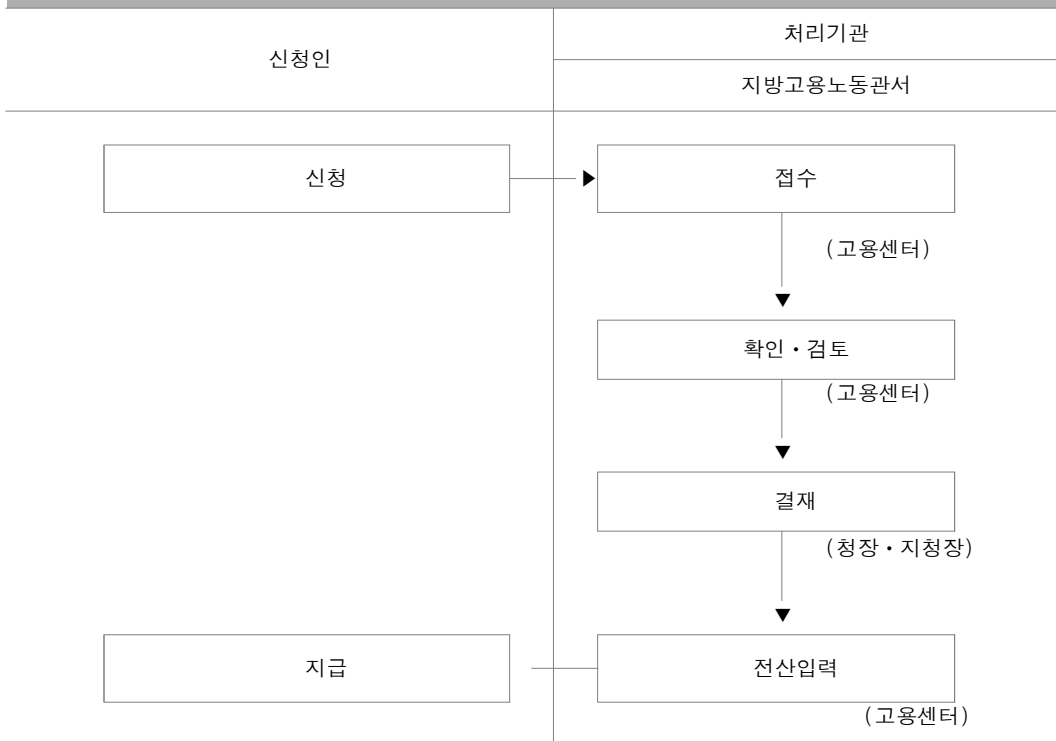 신청인
처리기관
지방고용노동관서
신청
접수
(고용센터)
확인·검토
(고용센터)
결재
(청장·지청장)
지급
전산입력
(고용센터)